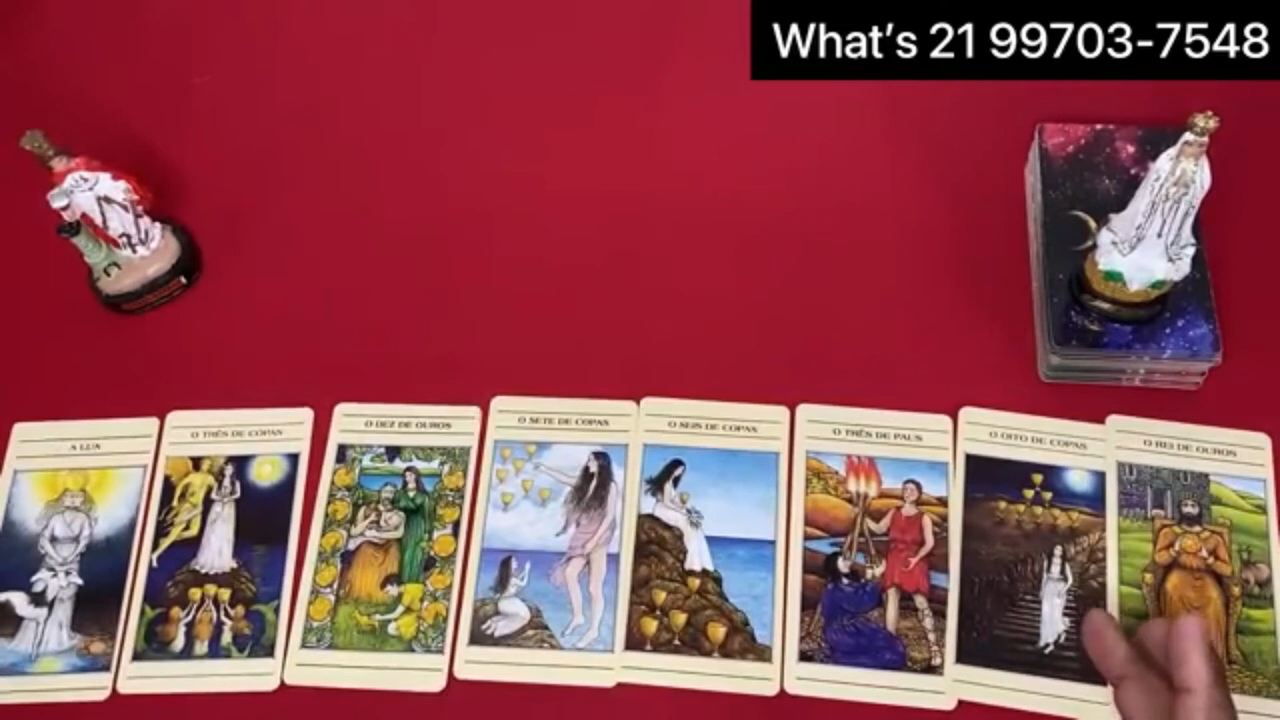 What's 21 99703-7548
A LUA
O TRÊS DE COPAS
O DEZ DE OUROS
O SETE DE COPAS
O SEIS DE COPAS
O TRÊS DE PAUS
O OITO DE COPAS
O REI DE OUROS